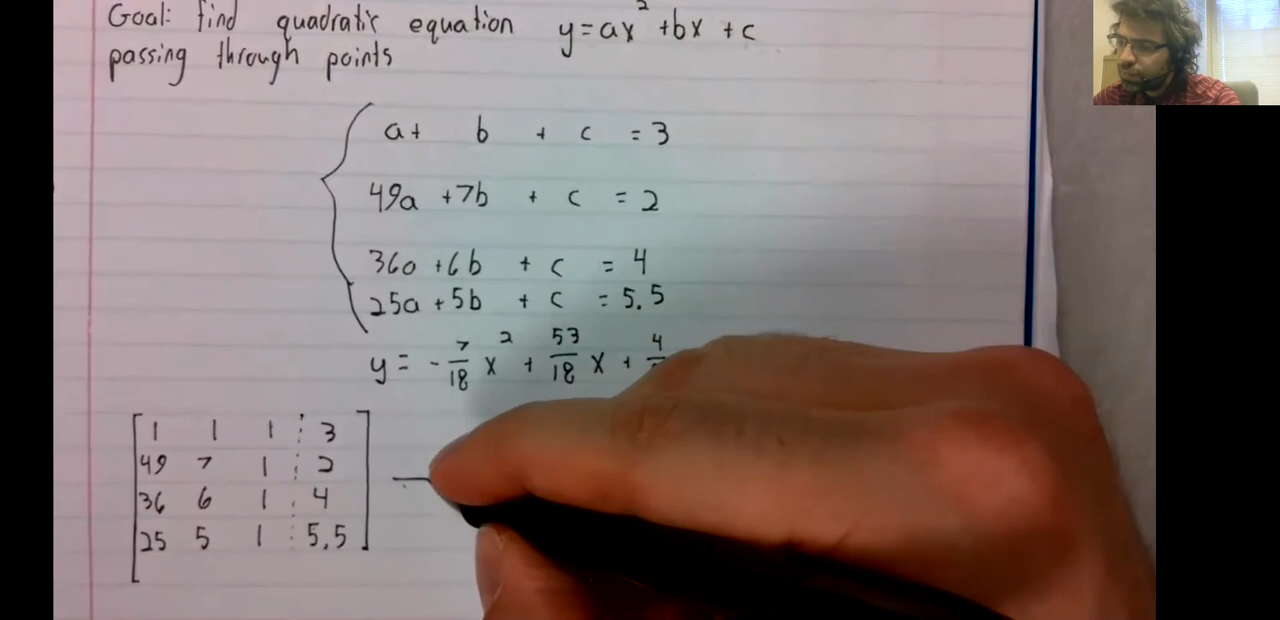 Goal: find quadratic equation y=ax² +bx +c
passing through points
a+ b + c = 3
49a +7b + c = 2
36a +6b + c = 4
25a +5b + c = 5.5
y = - 7/18 x² + 53/18 x + 4
1 1 1 ⋮ 3
49 7 1 ⋮ 2
36 6 1 ⋮ 4
25 5 1 ⋮ 5.5